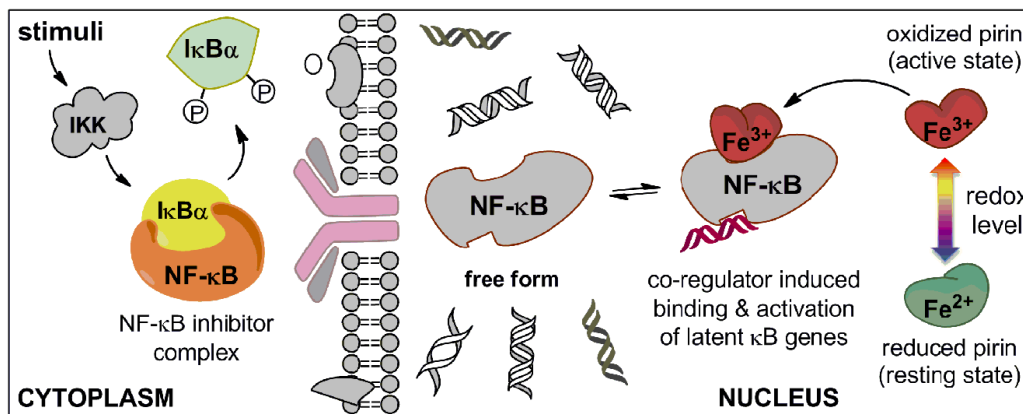 stimuli
IKK
IκBα
P
P
IκBα
NF-κB
NF-κB inhibitor
complex
CYTOPLASM
NF-κB
free form
Fe3+
NF-κB
co-regulator induced
binding & activation
of latent κB genes
NUCLEUS
oxidized pirin
(active state)
Fe3+
redox
level
Fe2+
reduced pirin
(resting state)